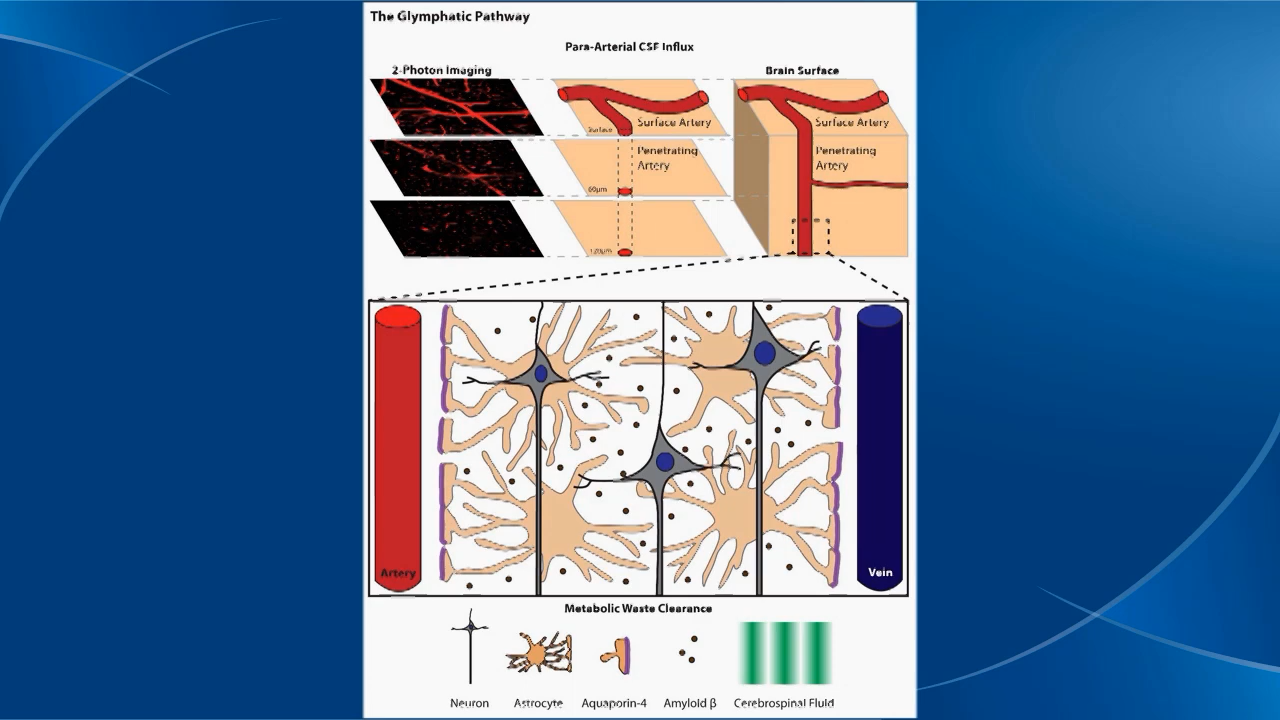 The Glymphatic Pathway
Para-Arterial CSF Influx
2-Photon Imaging
Brain Surface
Surface Artery
Surface
Surface Artery
Penetrating
Artery
60µm
Penetrating
Artery
120µm
Artery
Vein
Metabolic Waste Clearance
Neuron
Astrocyte
Aquaporin-4
Amyloid β
Cerebrospinal Fluid